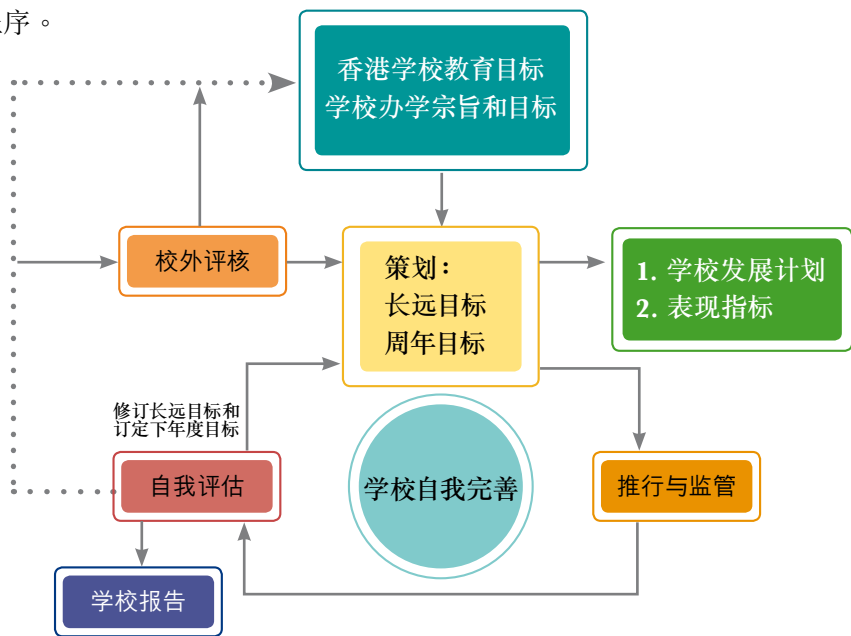 序。
香港学校教育目标
学校办学宗旨和目标
校外评核
策划：
长远目标
周年目标
1. 学校发展计划
2. 表现指标
修订长远目标和
订定下年度目标
自我评估
学校自我完善
推行与监管
学校报告